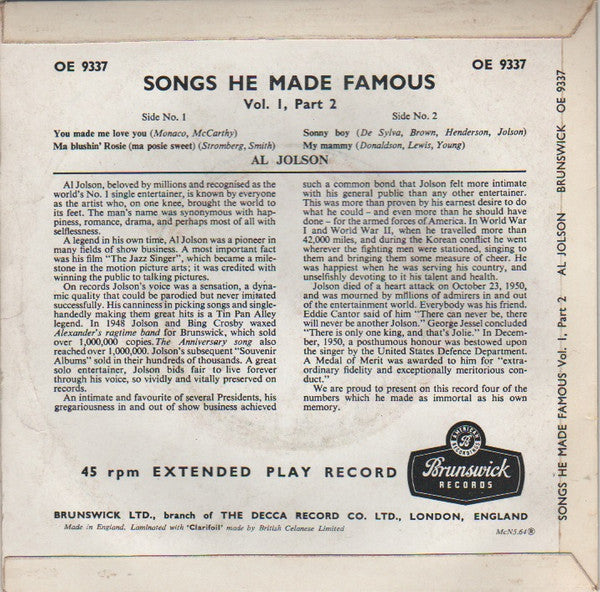 OE 9337
OE 9337
SONGS HE MADE FAMOUS
Vol. 1, Part 2
Side No. 1
Side No. 2
You made me love you (Monaco, McCarthy)
Ma blushin' Rosie (ma posie sweet) (Stromberg, Smith)
Sonny boy (De Sylva, Brown, Henderson, Jolson)
My mammy (Donaldson, Lewis, Young)
AL JOLSON
Al Jolson, beloved by millions and recognised as the
world's No. 1 single entertainer, is known by everyone
as the artist who, on one knee, brought the world to
its feet. The man's name was synonymous with hap-
piness, romance, drama, and perhaps most of all with
selflessness.
A legend in his own time, Al Jolson was a pioneer in
many fields of show business. A most important fact
was his film "The Jazz Singer", which became a mile-
stone in the motion picture arts; it was credited with
winning the public to talking pictures.
On records Jolson's voice was a sensation, a dyna-
mic quality that could be parodied but never imitated
successfully. His canniness in picking songs and single-
handedly making them great hits is a Tin Pan Alley
legend. In 1948 Jolson and Bing Crosby waxed
Alexander's ragtime band for Brunswick, which sold
over 1,000,000 copies. The Anniversary song also
reached over 1,000,000. Jolson's subsequent "Souvenir
Albums" sold in their hundreds of thousands. A great
solo entertainer, Jolson bids fair to live forever
through his voice, so vividly and vitally preserved on
records.
An intimate and favourite of several Presidents, his
gregariousness in and out of show business achieved
such a common bond that Jolson felt more intimate
with his general public than any other entertainer.
This was more than proven by his earnest desire to do
what he could – and even more than he should have
done – for the armed forces of America. In World War
I and World War II, when he travelled more than
42,000 miles, and during the Korean conflict he went
wherever the fighting men were stationed, singing to
them and bringing them some measure of cheer. He
was happiest when he was serving his country, and
unselfishly devoting to it his talent and health.
Jolson died of a heart attack on October 23, 1950,
and was mourned by millions of admirers in and out
of the entertainment world. Everybody was his friend.
Eddie Cantor said of him "There can never be, there
will never be another Jolson." George Jessel concluded
"There is only one king, and that's Jolie." In Decem-
ber, 1950, a posthumous honour was bestowed upon
the singer by the United States Defence Department.
A Medal of Merit was awarded to him for "extra-
ordinary fidelity and exceptionally meritorious con-
duct."
We are proud to present on this record four of the
numbers which he made as immortal as his own
memory.
45 rpm EXTENDED PLAY RECORD
AMERICAN
RECORDINGS
Brunswick
RECORDS
BRUNSWICK LTD., branch of THE DECCA RECORD CO. LTD., LONDON, ENGLAND
Made in England. Laminated with 'Clarifoil' made by British Celanese Limited
McN5.64 ®
SONGS HE MADE FAMOUS Vol. 1, Part 2 AL JOLSON BRUNSWICK OE 9337